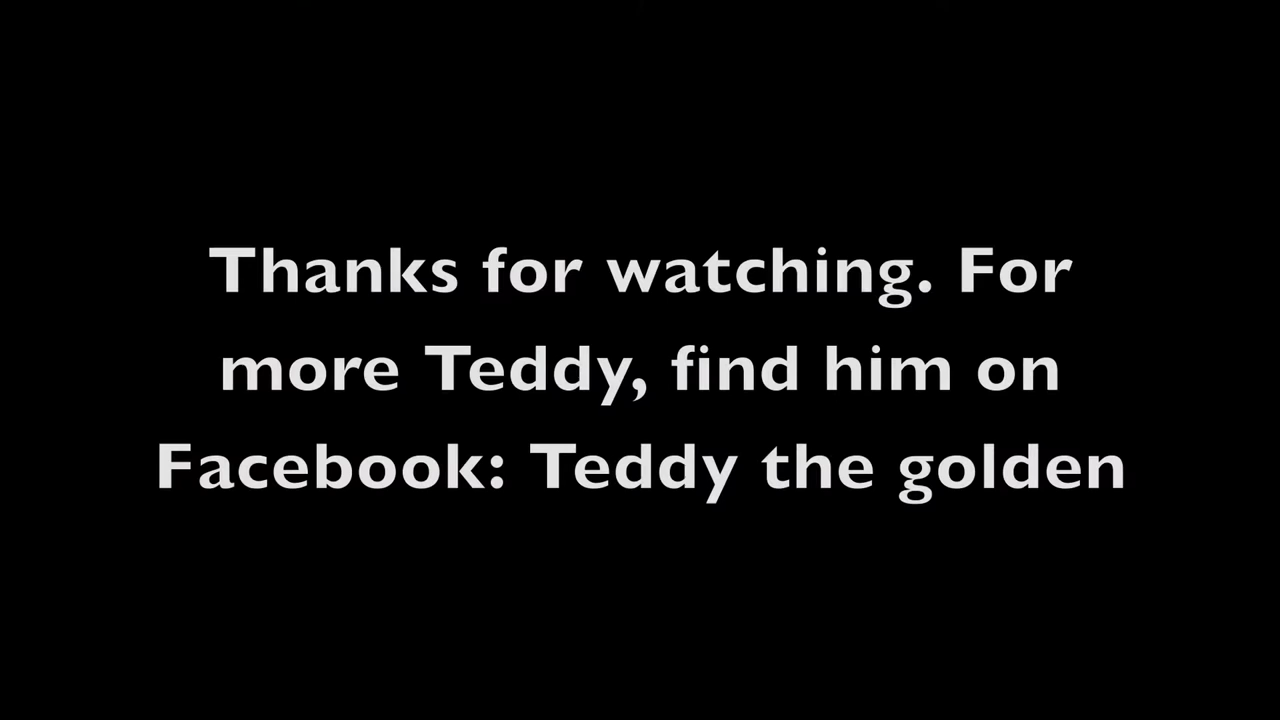 Thanks for watching. For
more Teddy, find him on
Facebook: Teddy the golden